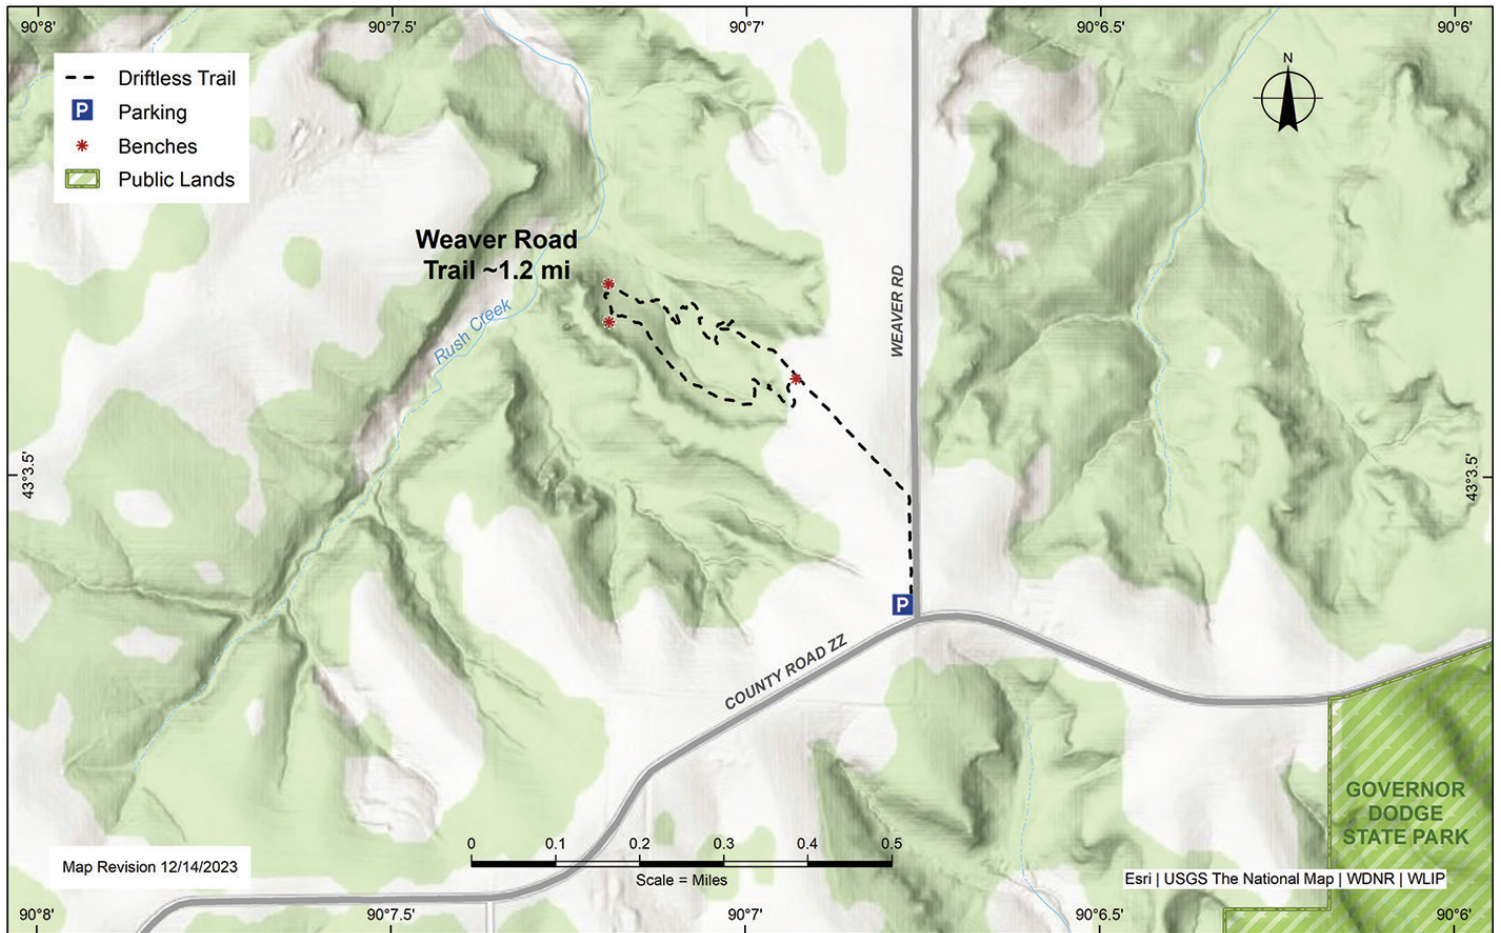 90°8'
90°7.5'
90°7'
90°6.5'
90°6'
N
Driftless Trail
P
Parking
Benches
Public Lands
Weaver Road
Trail ~1.2 mi
Rush Creek
WEAVER RD
43°3.5'
43°3.5'
P
COUNTY ROAD ZZ
GOVERNOR
DODGE
STATE PARK
0 0.1 0.2 0.3 0.4 0.5
Scale = Miles
Map Revision 12/14/2023
Esri | USGS The National Map | WDNR | WLIP
90°8'
90°7.5'
90°7'
90°6.5'
90°6'